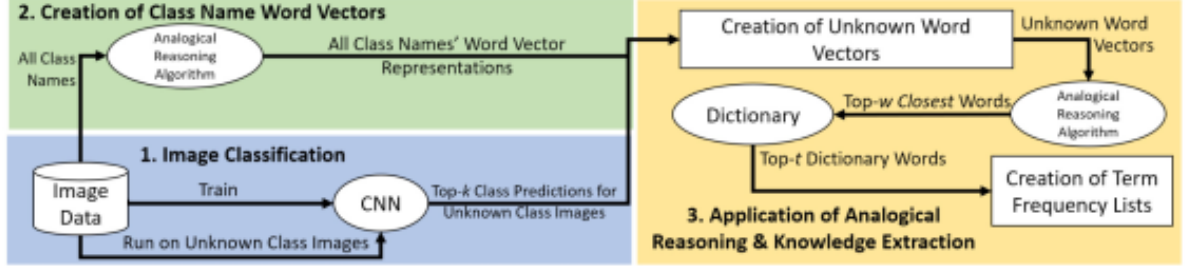 2. Creation of Class Name Word Vectors
All Class
Names
Analogical
Reasoning
Algorithm
All Class Names' Word Vector
Representations
1. Image Classification
Image
Data
Train
CNN
Top-k Class Predictions for
Unknown Class Images
Run on Unknown Class Images
Creation of Unknown Word
Vectors
Unknown Word
Vectors
Analogical
Reasoning
Algorithm
Top-w Closest Words
Dictionary
Top-t Dictionary Words
Creation of Term
Frequency Lists
3. Application of Analogical
Reasoning & Knowledge Extraction